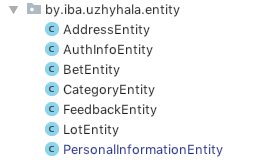 by.iba.uzhyhala.entity
AddressEntity
AuthInfoEntity
BetEntity
CategoryEntity
FeedbackEntity
LotEntity
PersonalInformationEntity